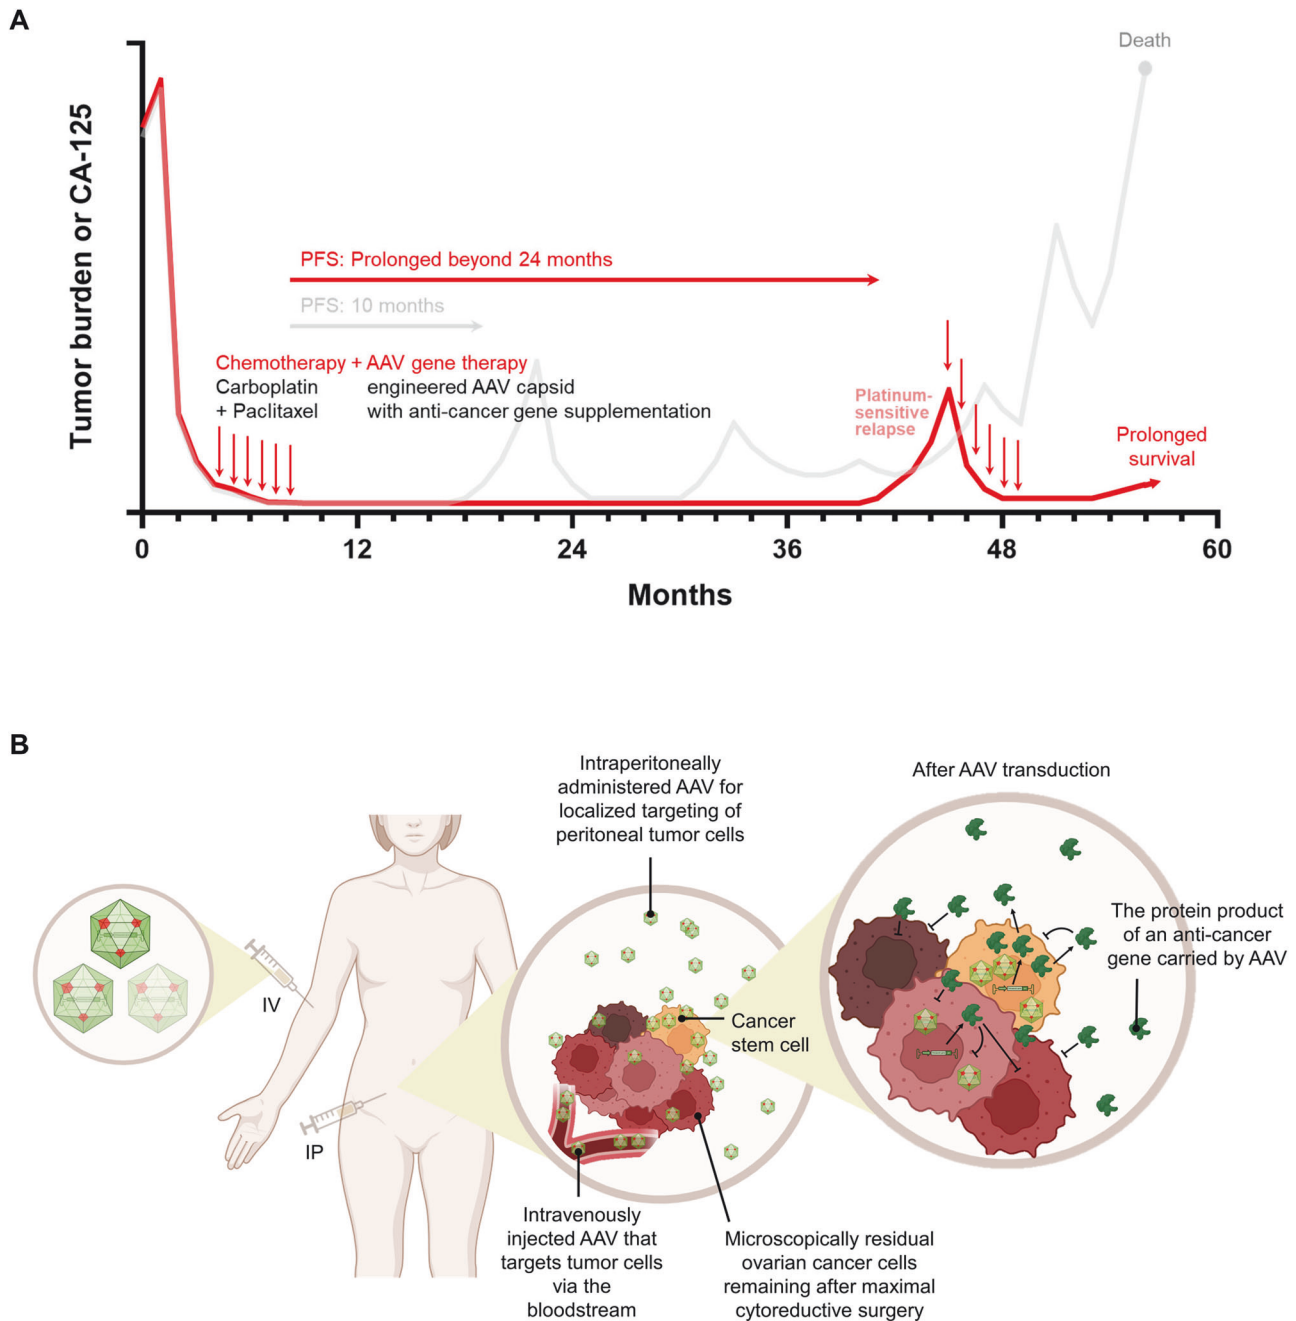 A
Death
Tumor burden or CA-125
PFS: Prolonged beyond 24 months
PFS: 10 months
Chemotherapy + AAV gene therapy
Carboplatin engineered AAV capsid
+ Paclitaxel with anti-cancer gene supplementation
Platinum-
sensitive
relapse
Prolonged
survival
0 12 24 36 48 60
Months
B
Intraperitoneally
administered AAV for
localized targeting of
peritoneal tumor cells
After AAV transduction
The protein product
of an anti-cancer
gene carried by AAV
IV
Cancer
stem cell
IP
Intravenously
injected AAV that
targets tumor cells
via the
bloodstream
Microscopically residual
ovarian cancer cells
remaining after maximal
cytoreductive surgery